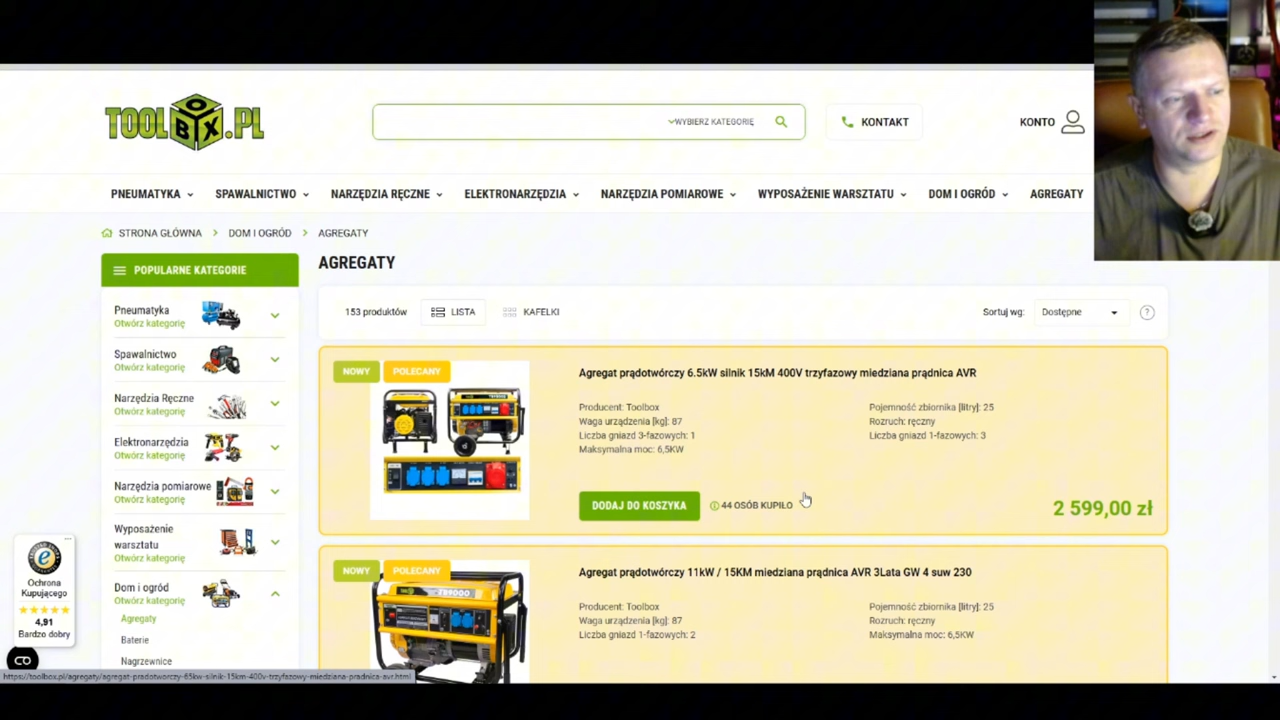 TOOLBOX.PL
WYBIERZ KATEGORIĘ
KONTAKT
KONTO
PNEUMATYKA
SPAWALNICTWO
NARZĘDZIA RĘCZNE
ELEKTRONARZĘDZIA
NARZĘDZIA POMIAROWE
WYPOSAŻENIE WARSZTATU
DOM I OGRÓD
AGREGATY
STRONA GŁÓWNA > DOM I OGRÓD > AGREGATY
POPULARNE KATEGORIE
Pneumatyka
Otwórz kategorię
Spawalnictwo
Otwórz kategorię
Narzędzia Ręczne
Otwórz kategorię
Elektronarzędzia
Otwórz kategorię
Narzędzia pomiarowe
Otwórz kategorię
Wyposażenie
warsztatu
Otwórz kategorię
Dom i ogród
Otwórz kategorię
Agregaty
Baterie
Nagrzewnice
AGREGATY
153 produktów
LISTA
KAFELKI
Sortuj wg:
Dostępne
?
NOWY
POLECANY
Agregat prądotwórczy 6.5kW silnik 15kM 400V trzyfazowy miedziana prądnica AVR
Producent: Toolbox
Waga urządzenia [kg]: 87
Liczba gniazd 3-fazowych: 1
Maksymalna moc: 6,5KW
Pojemność zbiornika [litry]: 25
Rozruch: ręczny
Liczba gniazd 1-fazowych: 3
DODAJ DO KOSZYKA
44 OSÓB KUPIŁO
2 599,00 zł
NOWY
POLECANY
Agregat prądotwórczy 11kW / 15KM miedziana prądnica AVR 3Lata GW 4 suw 230
Producent: Toolbox
Waga urządzenia [kg]: 87
Liczba gniazd 1-fazowych: 2
Pojemność zbiornika [litry]: 25
Rozruch: ręczny
Maksymalna moc: 6,5KW
Ochrona
Kupującego
4,91
Bardzo dobry
https://toolbox.pl/agregaty/agregat-pradotworczy-65kw-silnik-15km-400v-trzyfazowy-miedziana-pradnica-avr.html